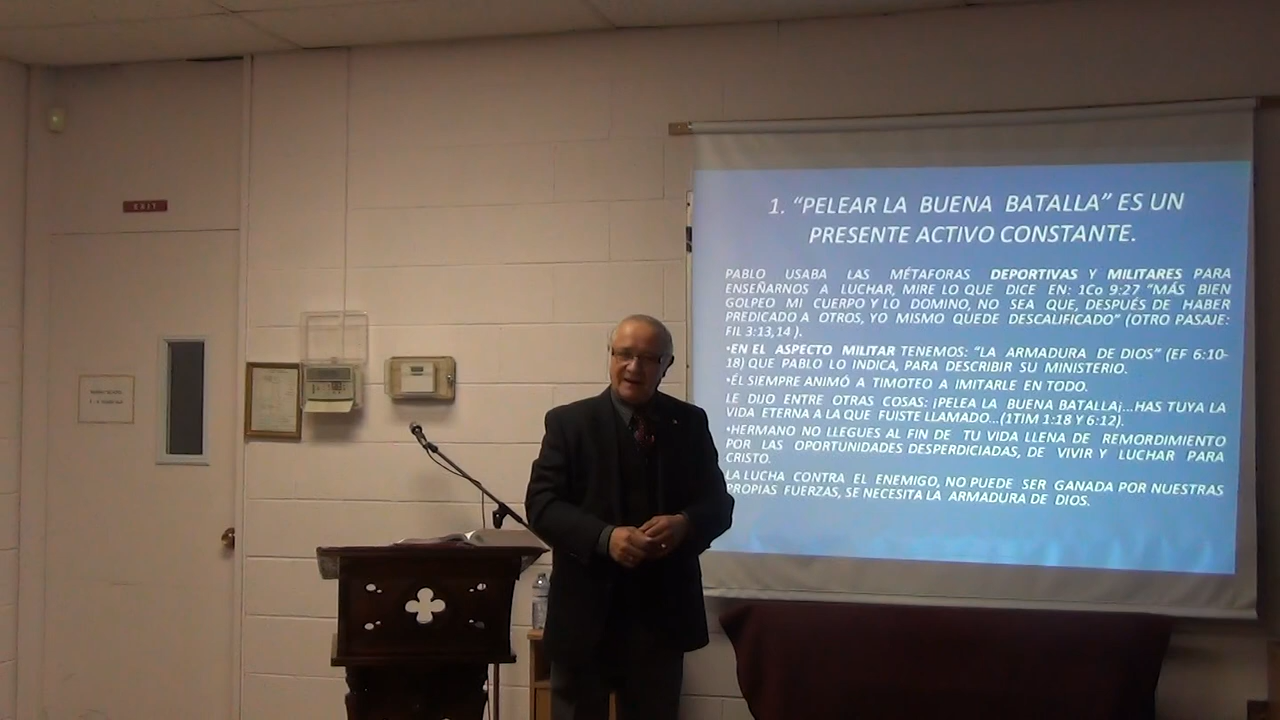 EXIT
1. “PELEAR LA BUENA BATALLA” ES UN
PRESENTE ACTIVO CONSTANTE.
PABLO USABA LAS MÉTAFORAS DEPORTIVAS Y MILITARES PARA
ENSEÑARNOS A LUCHAR, MIRE LO QUE DICE EN: 1Co 9:27 “MÁS BIEN
GOLPEO MI CUERPO Y LO DOMINO, NO SEA QUE, DESPUÉS DE HABER
PREDICADO A OTROS, YO MISMO QUEDE DESCALIFICADO” (OTRO PASAJE:
FIL 3:13,14 ).
•EN EL ASPECTO MILITAR TENEMOS: “LA ARMADURA DE DIOS” (EF 6:10-
18) QUE PABLO LO INDICA, PARA DESCRIBIR SU MINISTERIO.
•ÉL SIEMPRE ANIMÓ A TIMOTEO A IMITARLE EN TODO.
LE DIJO ENTRE OTRAS COSAS: ¡PELEA LA BUENA BATALLA¡...HAS TUYA LA
VIDA ETERNA A LA QUE FUISTE LLAMADO...(1TIM 1:18 Y 6:12).
•HERMANO NO LLEGUES AL FIN DE TU VIDA LLENA DE REMORDIMIENTO
POR LAS OPORTUNIDADES DESPERDICIADAS, DE VIVIR Y LUCHAR PARA
CRISTO.
LA LUCHA CONTRA EL ENEMIGO, NO PUEDE SER GANADA POR NUESTRAS
PROPIAS FUERZAS, SE NECESITA LA ARMADURA DE DIOS.